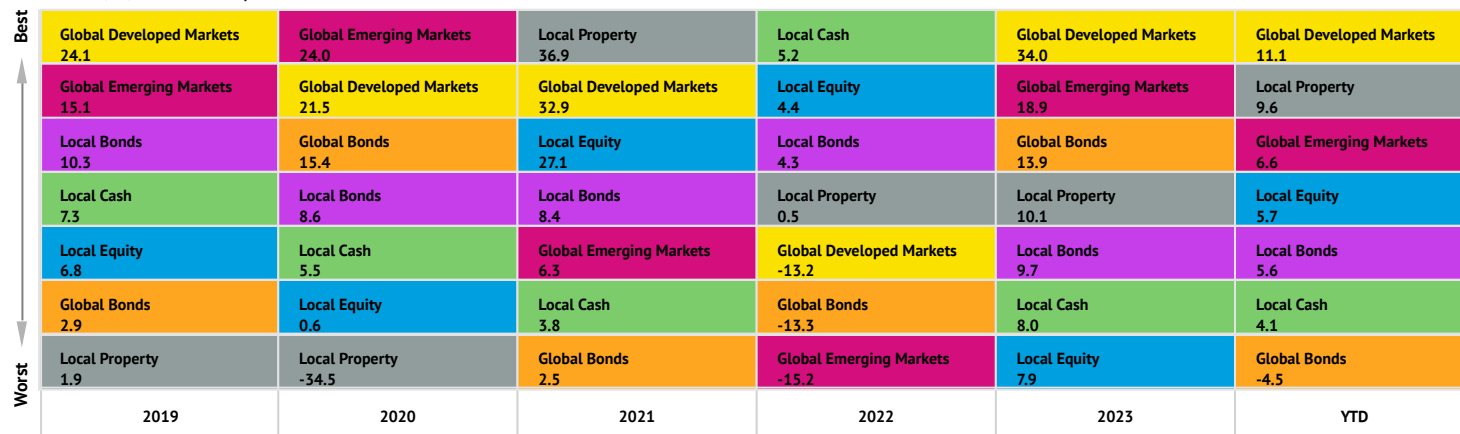 Best
Global Developed Markets
24.1
Global Emerging Markets
24.0
Local Property
36.9
Local Cash
5.2
Global Developed Markets
34.0
Global Developed Markets
11.1
Global Emerging Markets
15.1
Global Developed Markets
21.5
Global Developed Markets
32.9
Local Equity
4.4
Global Emerging Markets
18.9
Local Property
9.6
Local Bonds
10.3
Global Bonds
15.4
Local Equity
27.1
Local Bonds
4.3
Global Bonds
13.9
Global Emerging Markets
6.6
Local Cash
7.3
Local Bonds
8.6
Local Bonds
8.4
Local Property
0.5
Local Property
10.1
Local Equity
5.7
Local Equity
6.8
Local Cash
5.5
Global Emerging Markets
6.3
Global Developed Markets
-13.2
Local Bonds
9.7
Local Bonds
5.6
Global Bonds
2.9
Local Equity
0.6
Local Cash
3.8
Global Bonds
-13.3
Local Cash
8.0
Local Cash
4.1
Worst
Local Property
1.9
Local Property
-34.5
Global Bonds
2.5
Global Emerging Markets
-15.2
Local Equity
7.9
Global Bonds
-4.5
2019
2020
2021
2022
2023
YTD